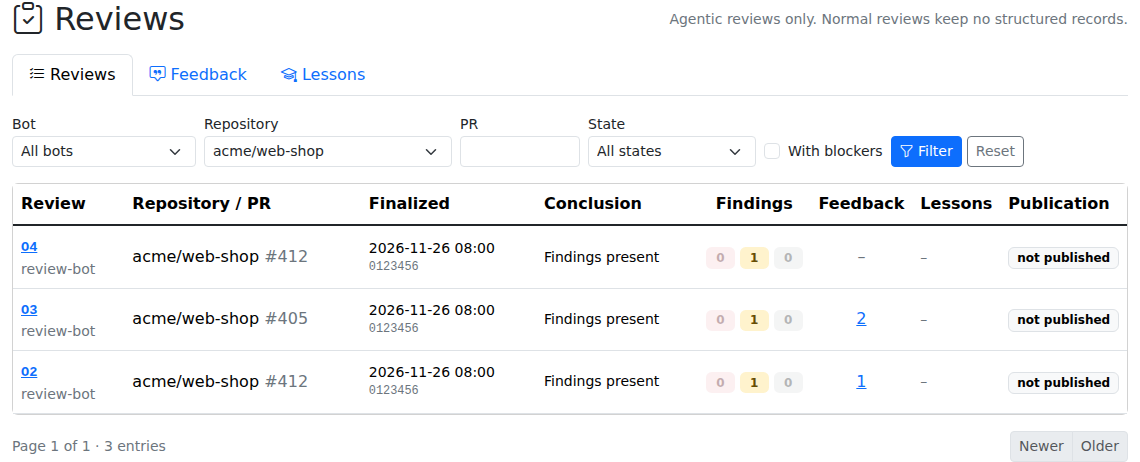 Reviews
Agentic reviews only. Normal reviews keep no structured records.
Reviews Feedback Lessons
Bot Repository PR State
All bots acme/web-shop All states With blockers Filter Reset
Review Repository / PR Finalized Conclusion Findings Feedback Lessons Publication
04 acme/web-shop #412 2026-11-26 08:00 Findings present 0 1 0 – – not published
review-bot 0123456
03 acme/web-shop #405 2026-11-26 08:00 Findings present 0 1 0 2 – not published
review-bot 0123456
02 acme/web-shop #412 2026-11-26 08:00 Findings present 0 1 0 1 – not published
review-bot 0123456
Page 1 of 1 · 3 entries Newer Older